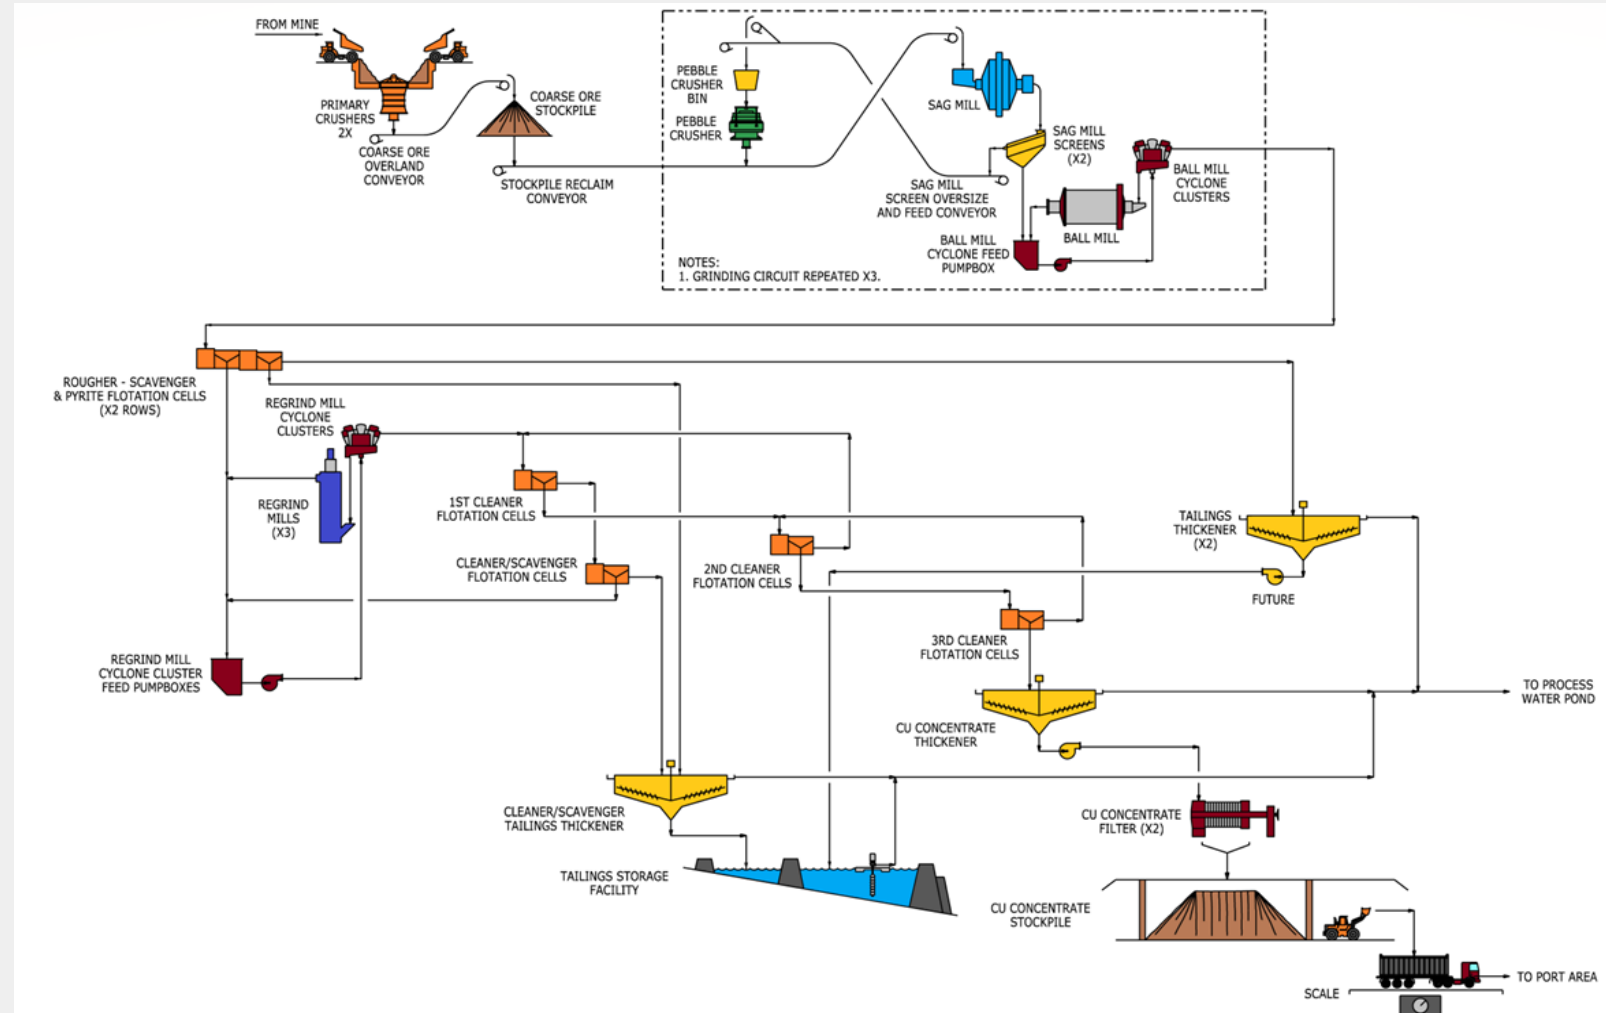 FROM MINE
PRIMARY
CRUSHERS
2X
COARSE ORE
OVERLAND
CONVEYOR
COARSE ORE
STOCKPILE
STOCKPILE RECLAIM
CONVEYOR
PEBBLE
CRUSHER
BIN
PEBBLE
CRUSHER
SAG MILL
SAG MILL
SCREENS
(X2)
SAG MILL
SCREEN OVERSIZE
AND FEED CONVEYOR
BALL MILL
CYCLONE
CLUSTERS
BALL MILL
BALL MILL
CYCLONE FEED
PUMPBOX
NOTES:
1. GRINDING CIRCUIT REPEATED X3.
ROUGHER - SCAVENGER
& PYRITE FLOTATION CELLS
(X2 ROWS)
REGRIND MILL
CYCLONE
CLUSTERS
REGRIND
MILLS
(X3)
1ST CLEANER
FLOTATION CELLS
CLEANER/SCAVENGER
FLOTATION CELLS
2ND CLEANER
FLOTATION CELLS
3RD CLEANER
FLOTATION CELLS
TAILINGS
THICKENER
(X2)
FUTURE
REGRIND MILL
CYCLONE CLUSTER
FEED PUMPBOXES
TO PROCESS
WATER POND
CU CONCENTRATE
THICKENER
CLEANER/SCAVENGER
TAILINGS THICKENER
CU CONCENTRATE
FILTER (X2)
TAILINGS STORAGE
FACILITY
CU CONCENTRATE
STOCKPILE
TO PORT AREA
SCALE